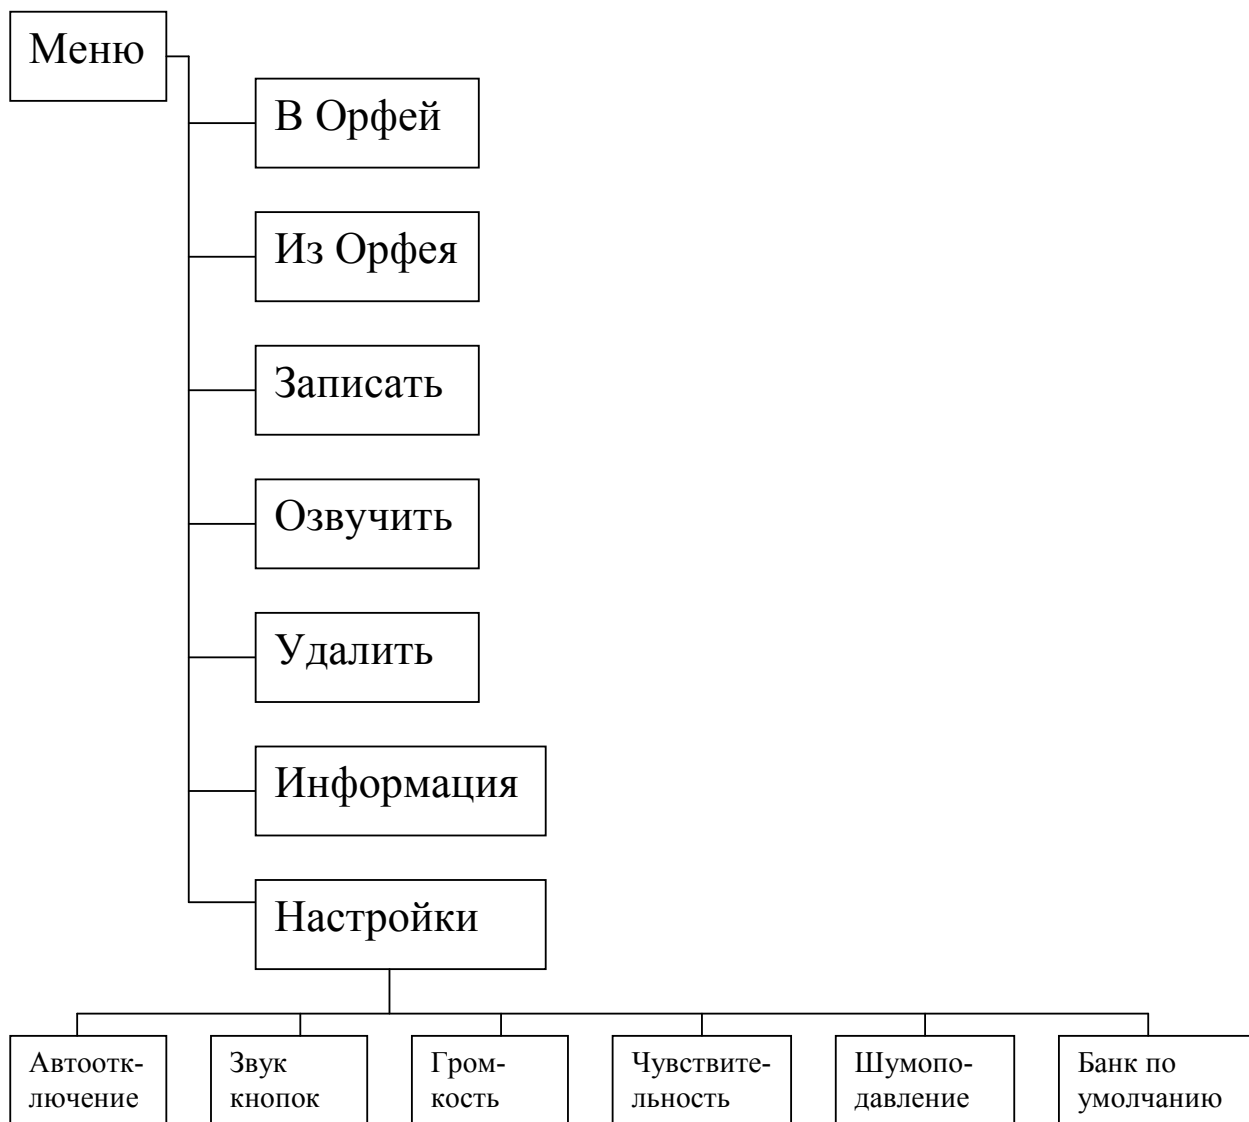 Меню
В Орфей
Из Орфея
Записать
Озвучить
Удалить
Информация
Настройки
Автоотк-
лючение
Звук
кнопок
Гром-
кость
Чувствите-
льность
Шумопо-
давление
Банк по
умолчанию